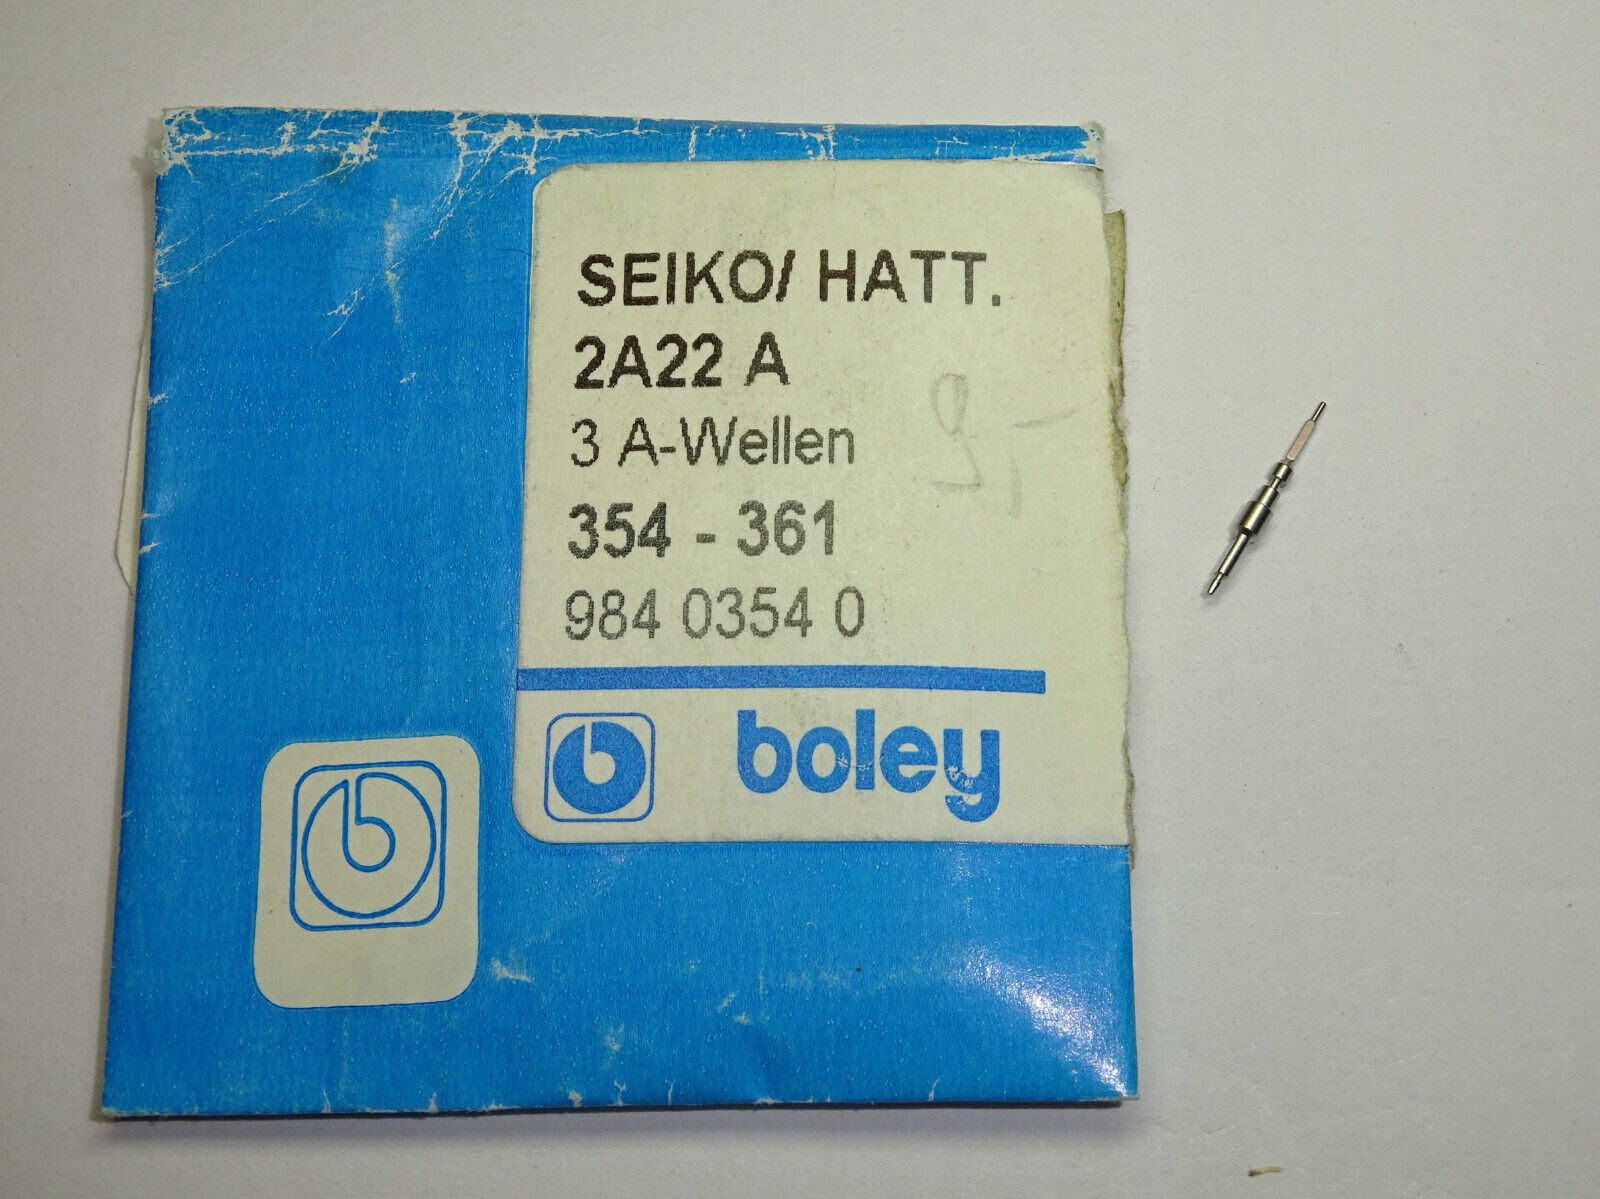 SEIKO/ HATT.
2A22 A
3 A-Wellen
354 - 361
984 0354 0
b boley
b